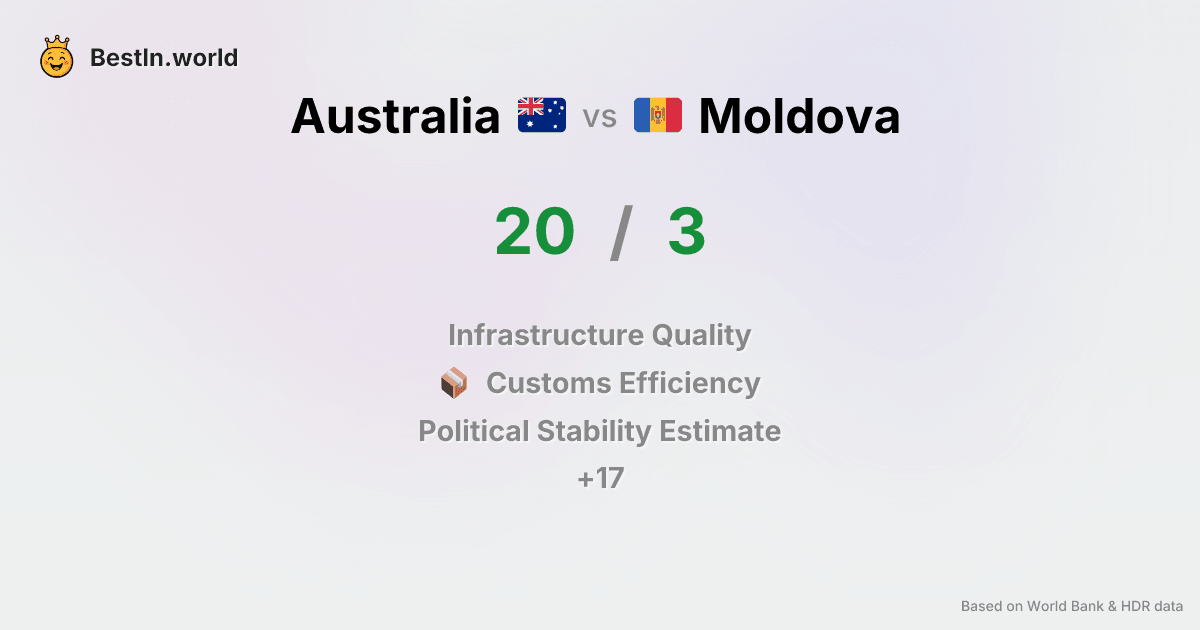 BestIn.world
Australia vs Moldova
20 / 3
Infrastructure Quality
Customs Efficiency
Political Stability Estimate
+17
Based on World Bank & HDR data